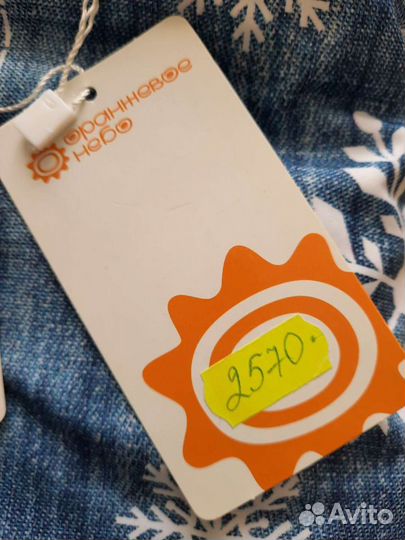 оранжевое
небо
2570.
Avito